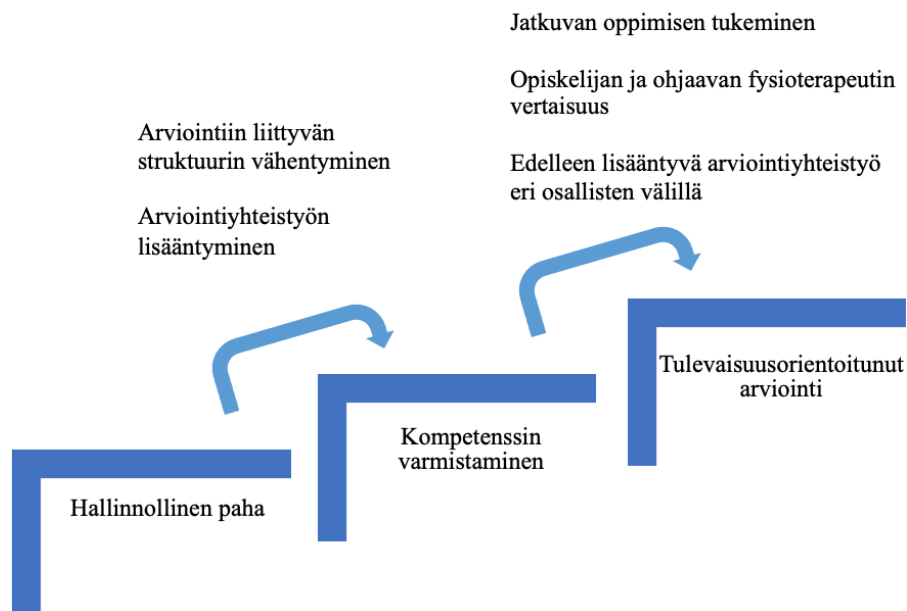 Jatkuvan oppimisen tukeminen
Opiskelijan ja ohjaavan fysioterapeutin
vertaisuus
Edelleen lisääntyvä arviointiyhteistyö
eri osallisten välillä
Arviointiin liittyvän
struktuurin vähentyminen
Arviointiyhteistyön
lisääntyminen
Tulevaisuusorientoitunut
arviointi
Kompetenssin
varmistaminen
Hallinnollinen paha